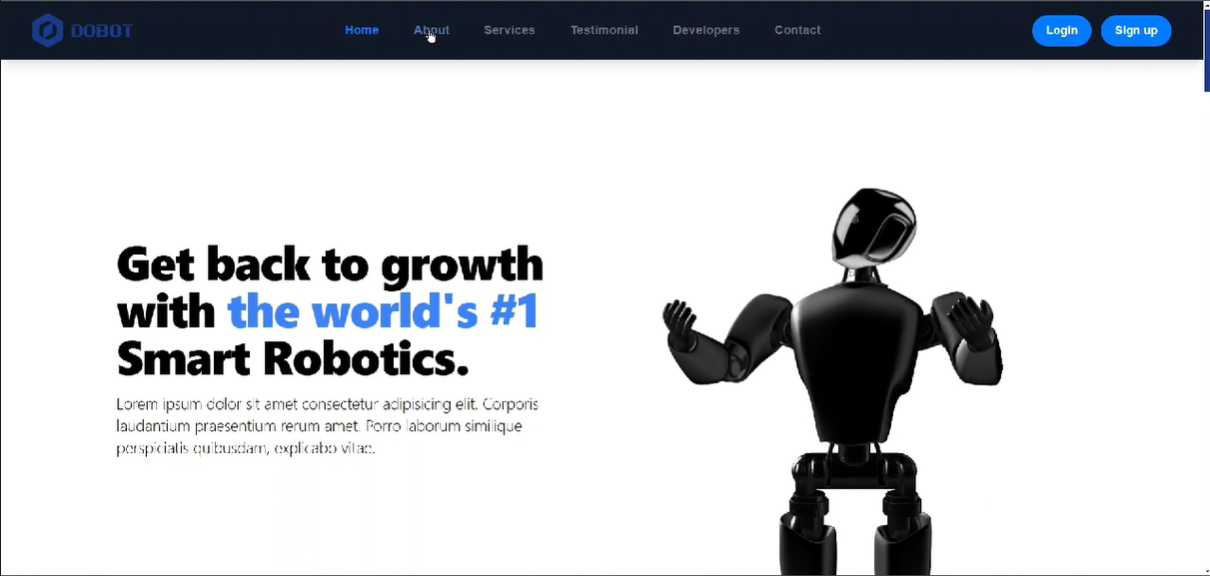 DOBOT
Home About Services Testimonial Developers Contact Login Sign up
Get back to growth
with the world's #1
Smart Robotics.
Lorem ipsum dolor sit amet consectetur adipisicing elit. Corporis
laudantium praesentium rerum amet. Porro laborum similique
perspiciatis quibusdam, explicabo vitae.